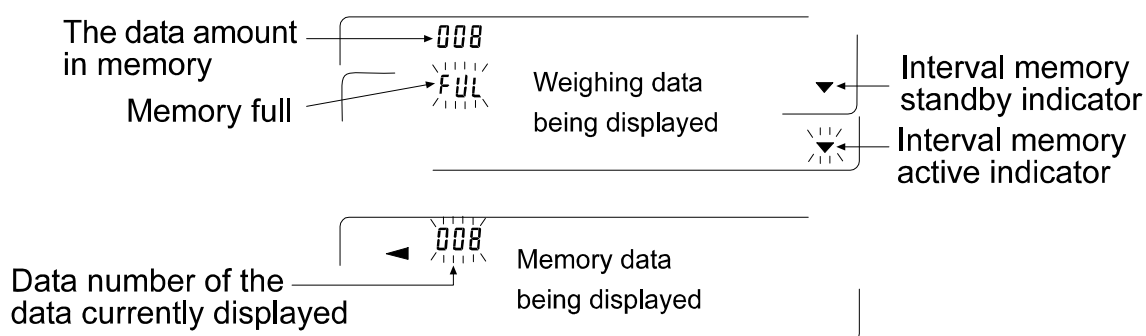 The data amount
in memory
008
Memory full
FUL
Weighing data
being displayed
Interval memory
standby indicator
Interval memory
active indicator
008
Data number of the
data currently displayed
Memory data
being displayed